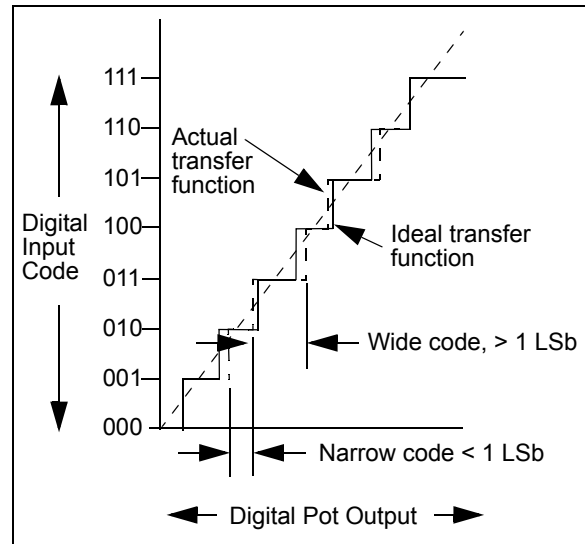 111
110
101
100
011
010
001
000
Digital
Input
Code
Actual
transfer
function
Ideal transfer
function
Wide code, > 1 LSb
Narrow code < 1 LSb
Digital Pot Output